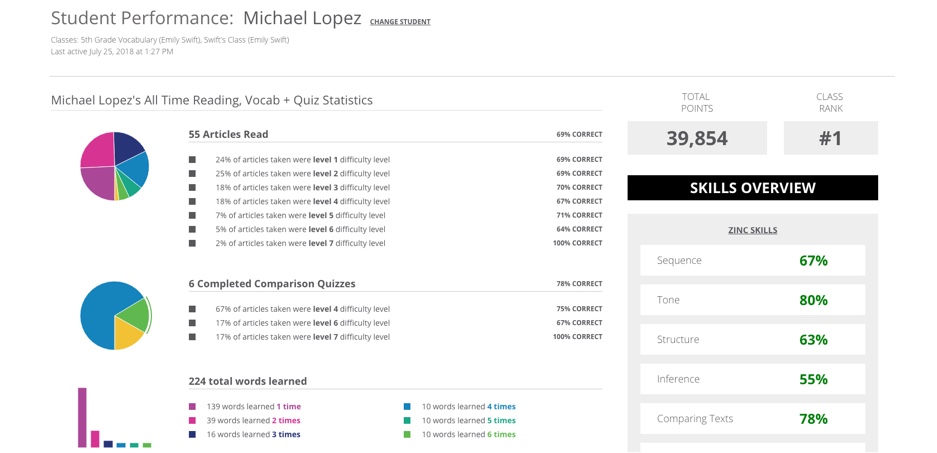 Student Performance: Michael Lopez CHANGE STUDENT
Classes: 5th Grade Vocabulary (Emily Swift), Swift's Class (Emily Swift)
Last active July 25, 2018 at 1:27 PM
Michael Lopez's All Time Reading, Vocab + Quiz Statistics
55 Articles Read 69% CORRECT
24% of articles taken were level 1 difficulty level 69% CORRECT
25% of articles taken were level 2 difficulty level 69% CORRECT
18% of articles taken were level 3 difficulty level 70% CORRECT
18% of articles taken were level 4 difficulty level 67% CORRECT
7% of articles taken were level 5 difficulty level 71% CORRECT
5% of articles taken were level 6 difficulty level 64% CORRECT
2% of articles taken were level 7 difficulty level 100% CORRECT
6 Completed Comparison Quizzes 78% CORRECT
67% of articles taken were level 4 difficulty level 75% CORRECT
17% of articles taken were level 6 difficulty level 67% CORRECT
17% of articles taken were level 7 difficulty level 100% CORRECT
224 total words learned
139 words learned 1 time
39 words learned 2 times
16 words learned 3 times
10 words learned 4 times
10 words learned 5 times
10 words learned 6 times
TOTAL
POINTS
39,854
CLASS
RANK
#1
SKILLS OVERVIEW
ZINC SKILLS
Sequence 67%
Tone 80%
Structure 63%
Inference 55%
Comparing Texts 78%